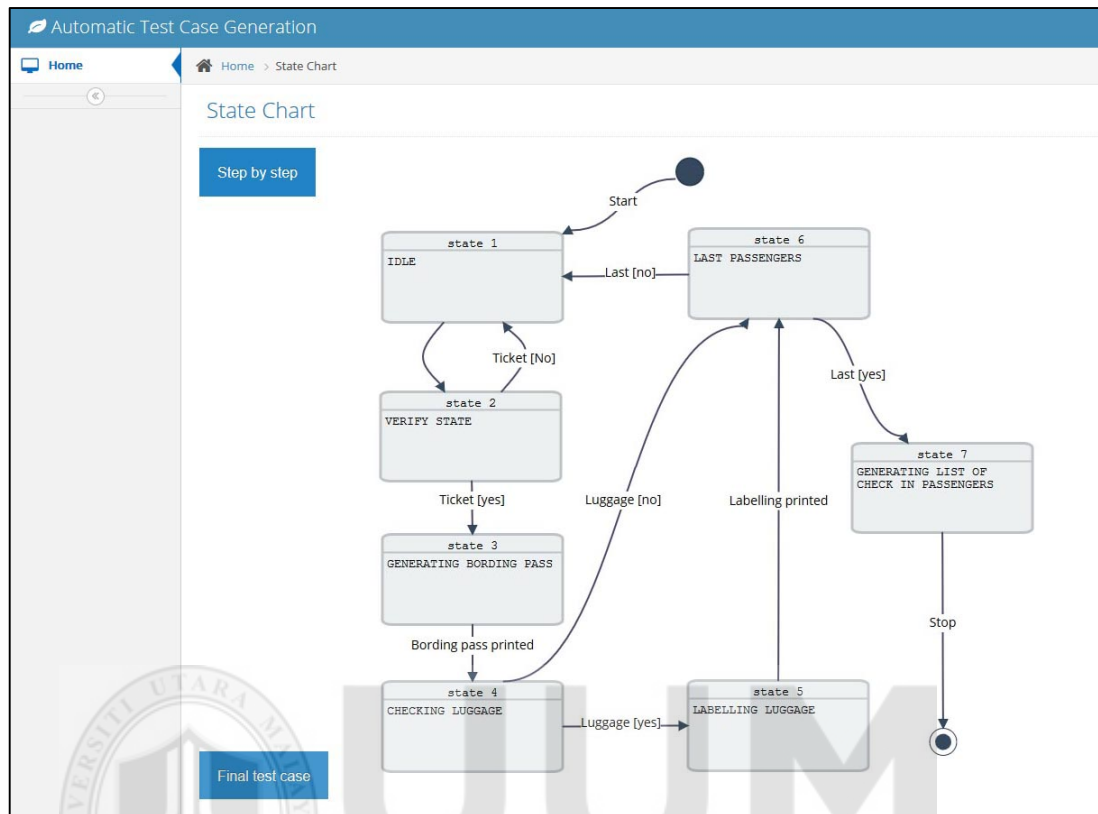 Automatic Test Case Generation
Home
Home > State Chart
State Chart
Step by step
Start
state 1
IDLE
state 6
LAST PASSENGERS
Last [no]
Ticket [No]
Last [yes]
state 2
VERIFY STATE
state 7
GENERATING LIST OF
CHECK IN PASSENGERS
Ticket [yes]
Luggage [no]
Labelling printed
state 3
GENERATING BORDING PASS
Stop
Bording pass printed
state 4
CHECKING LUGGAGE
state 5
LABELLING LUGGAGE
Luggage [yes]
Final test case
UTARA
UUM